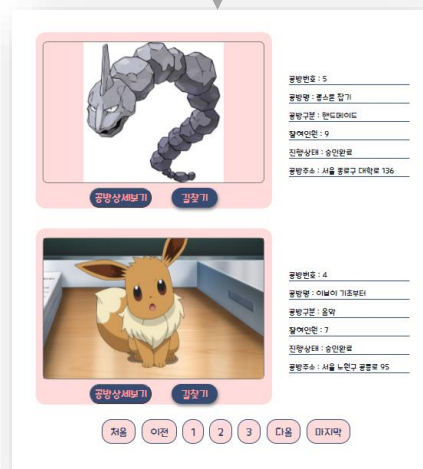 공방번호 : 5
공방명 : 롱스톤 잡기
공방구분 : 핸드메이드
참여인원 : 9
진행상태 : 승인완료
공방주소 : 서울 종로구 대학로 136
공방상세보기 길찾기
공방번호 : 4
공방명 : 이브이 기초부터
공방구분 : 음악
참여인원 : 7
진행상태 : 승인완료
공방주소 : 서울 노원구 공릉로 95
공방상세보기 길찾기
처음 이전 1 2 3 다음 마지막